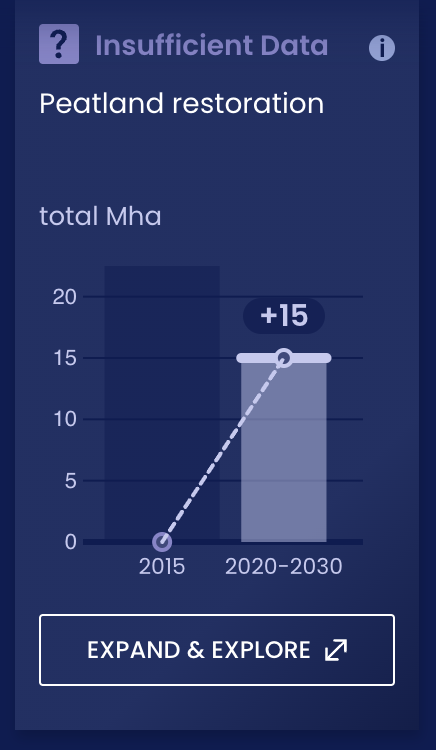 ? Insufficient Data i
Peatland restoration
total Mha
20
+15
15
10
5
0
2015 2020-2030
EXPAND & EXPLORE